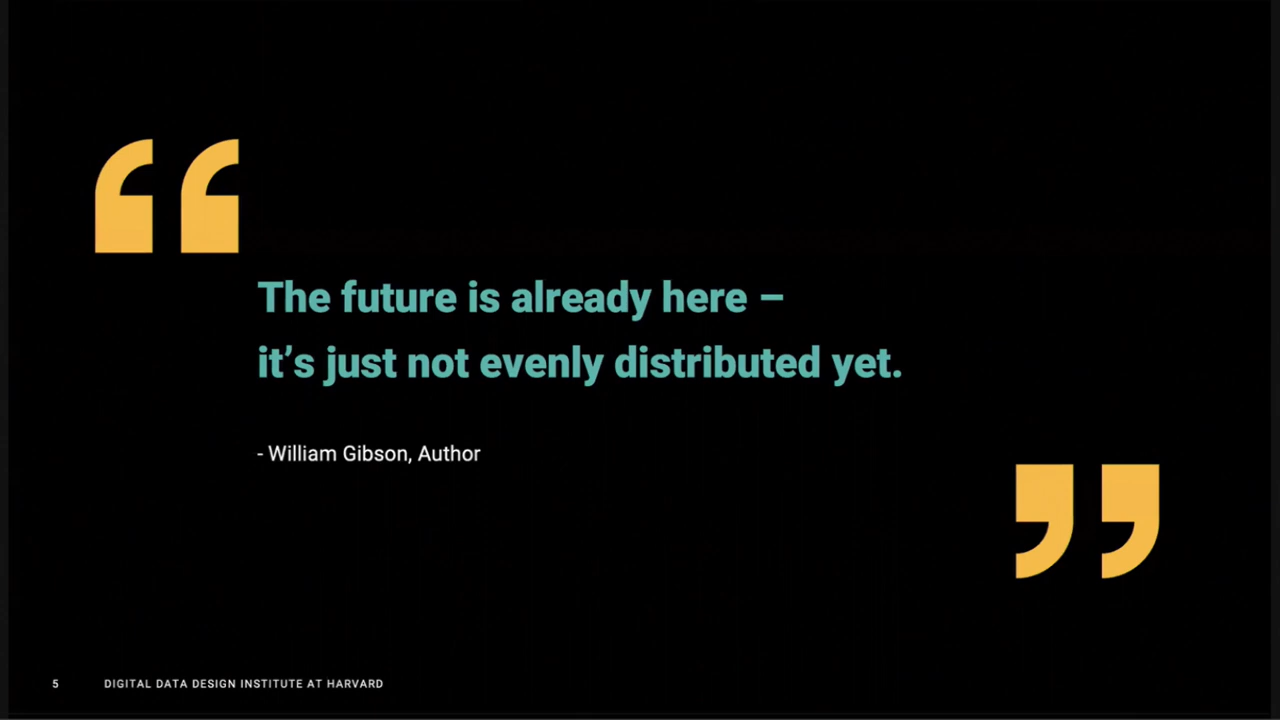 The future is already here –
it’s just not evenly distributed yet.
- William Gibson, Author
5 DIGITAL DATA DESIGN INSTITUTE AT HARVARD